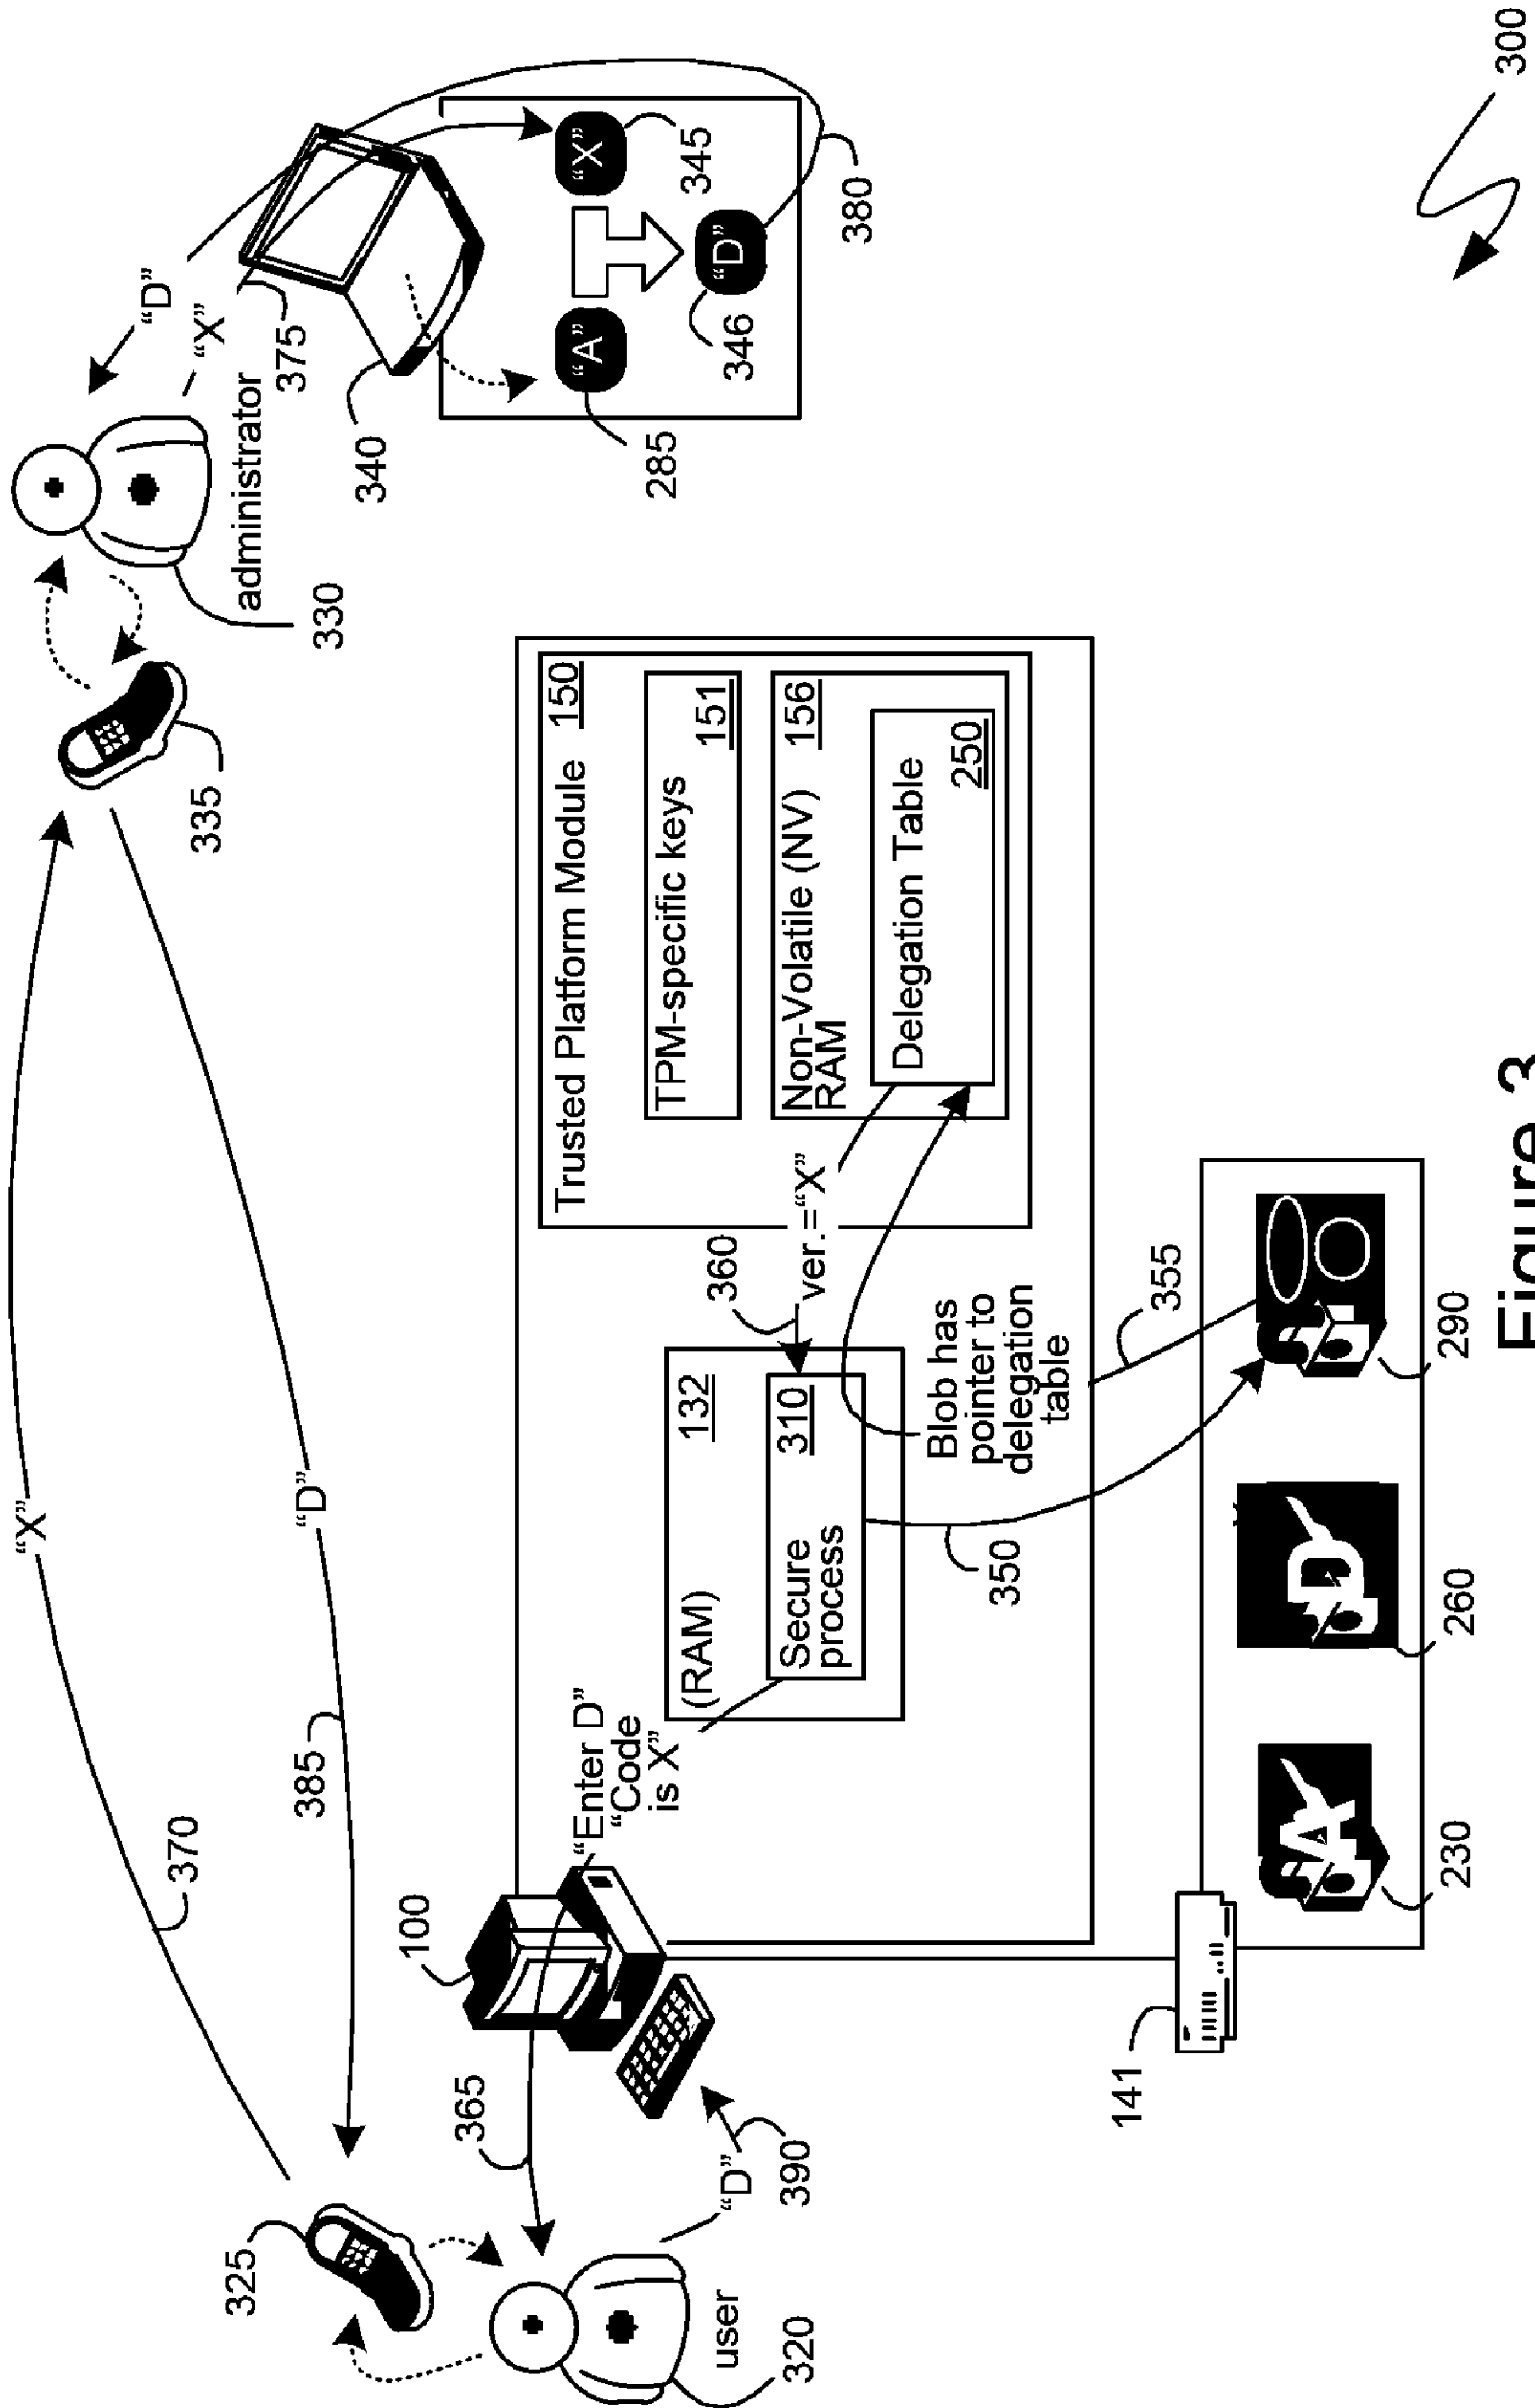 “X”
370
“D”
385
325
user
320
365
“D”
390
100
“Enter D”
“Code
is X”
335
330
administrator
“D”
“X”
375
340
285
“A”
“X”
345
“D”
346
380
(RAM) 132
Secure
process 310
350
360
ver.=“X”
Blob has
pointer to
delegation
table
355
Trusted Platform Module 150
TPM-specific keys
151
Non-Volatile (NV) 156
RAM
Delegation Table
250
141
A
230
D
260
290
300
Figure 3